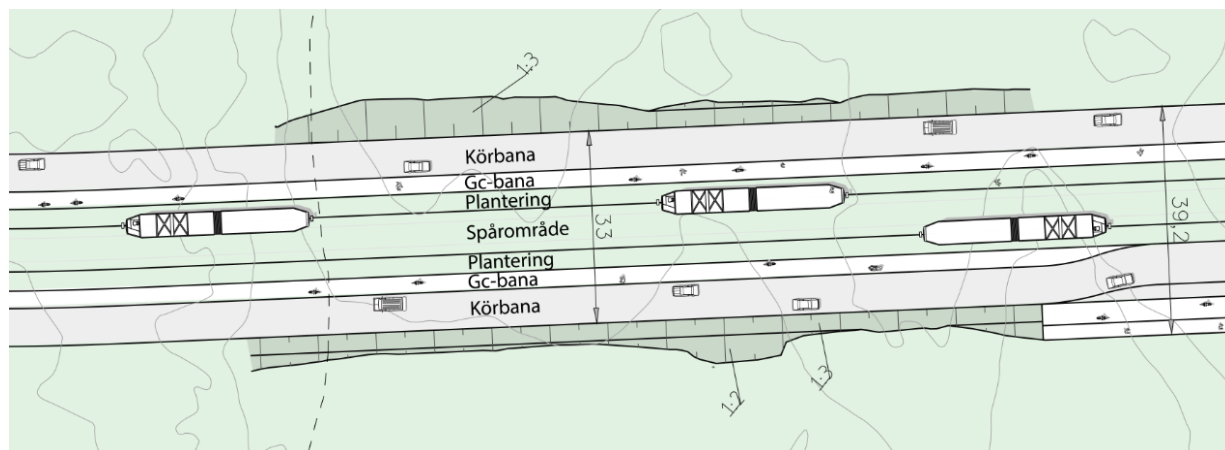 1:3
Körbana
Gc-bana
Plantering
Spårområde
Plantering
Gc-bana
Körbana
33
39,2
1:2
1:3